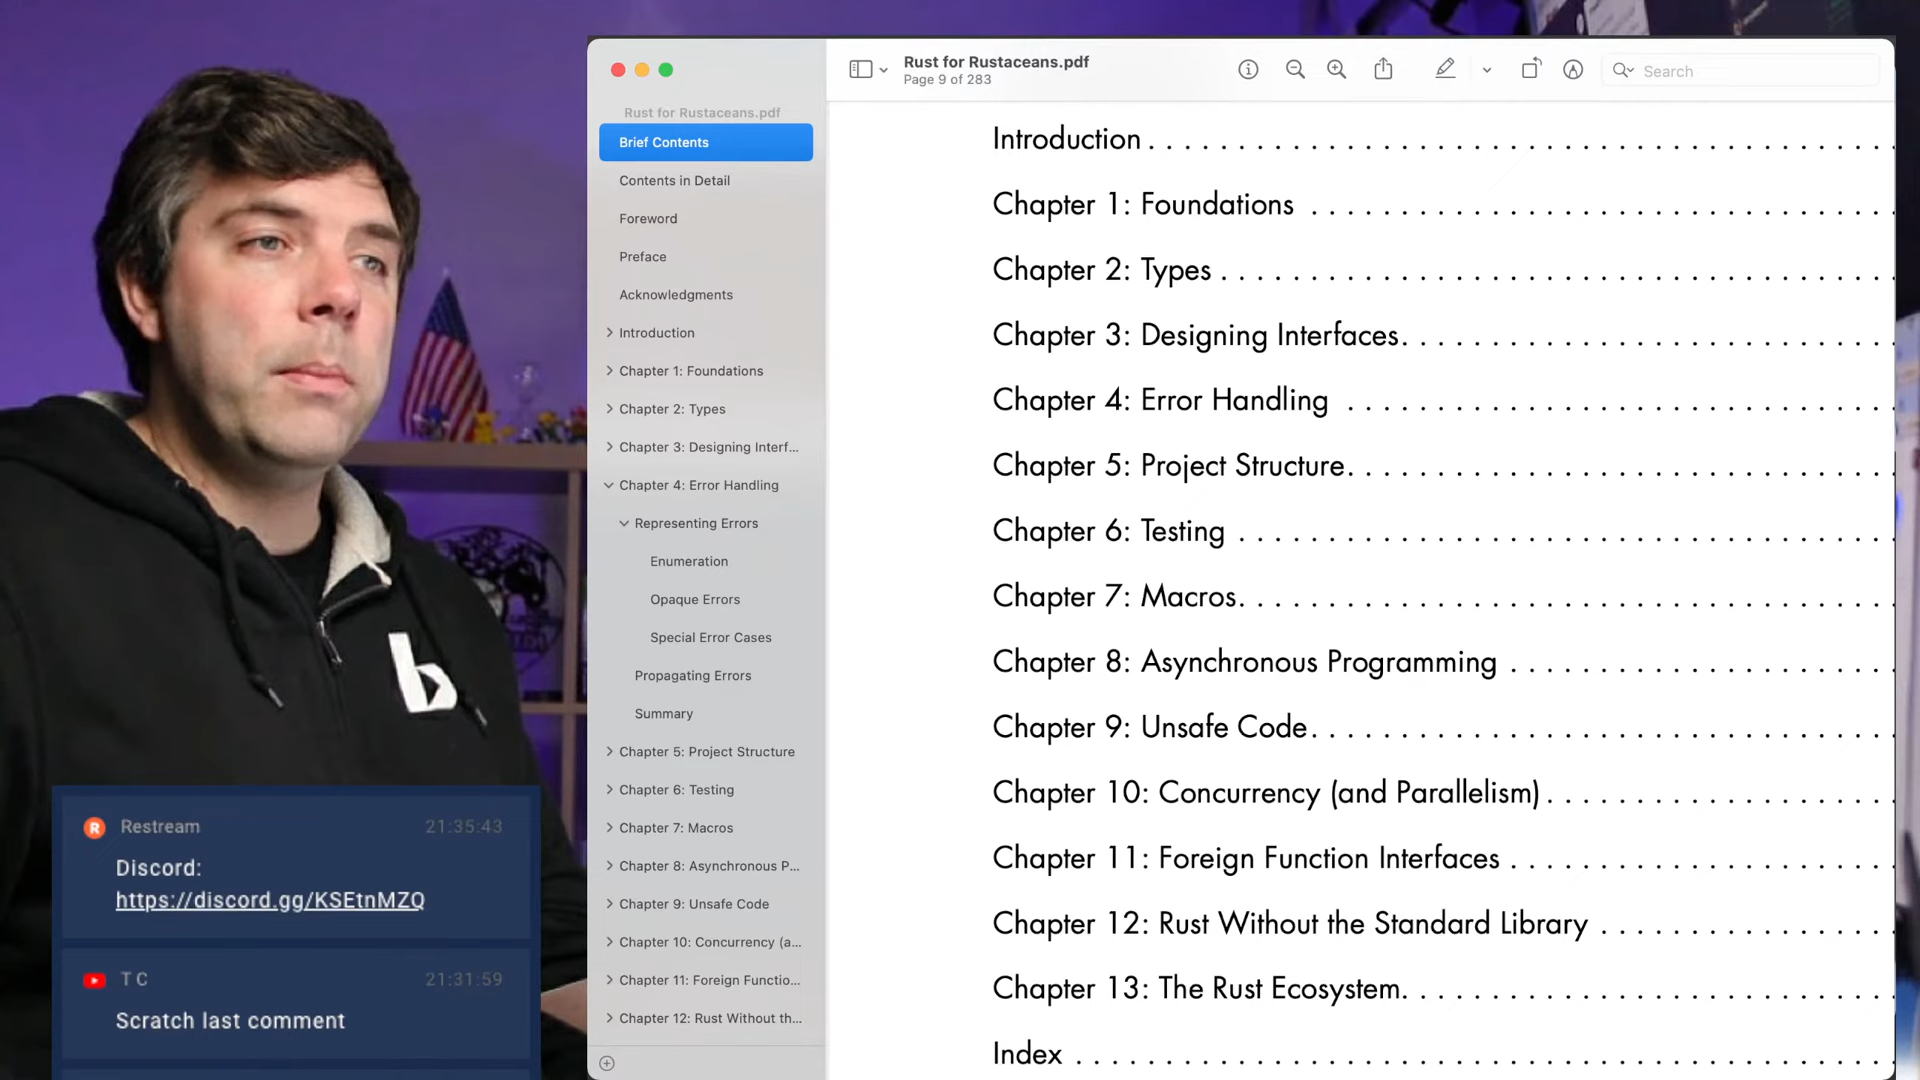 Rust for Rustaceans.pdf
Page 9 of 283
Search
Rust for Rustaceans.pdf
Brief Contents
Contents in Detail
Foreword
Preface
Acknowledgments
Introduction
Chapter 1: Foundations
Chapter 2: Types
Chapter 3: Designing Interf...
Chapter 4: Error Handling
Representing Errors
Enumeration
Opaque Errors
Special Error Cases
Propagating Errors
Summary
Chapter 5: Project Structure
Chapter 6: Testing
Chapter 7: Macros
Chapter 8: Asynchronous P...
Chapter 9: Unsafe Code
Chapter 10: Concurrency (a...
Chapter 11: Foreign Functio...
Chapter 12: Rust Without th...
Introduction
Chapter 1: Foundations
Chapter 2: Types
Chapter 3: Designing Interfaces
Chapter 4: Error Handling
Chapter 5: Project Structure
Chapter 6: Testing
Chapter 7: Macros
Chapter 8: Asynchronous Programming
Chapter 9: Unsafe Code
Chapter 10: Concurrency (and Parallelism)
Chapter 11: Foreign Function Interfaces
Chapter 12: Rust Without the Standard Library
Chapter 13: The Rust Ecosystem
Index
b
R
Restream 21:35:43
Discord:
https://discord.gg/KSEtnMZQ
T C 21:31:59
Scratch last comment